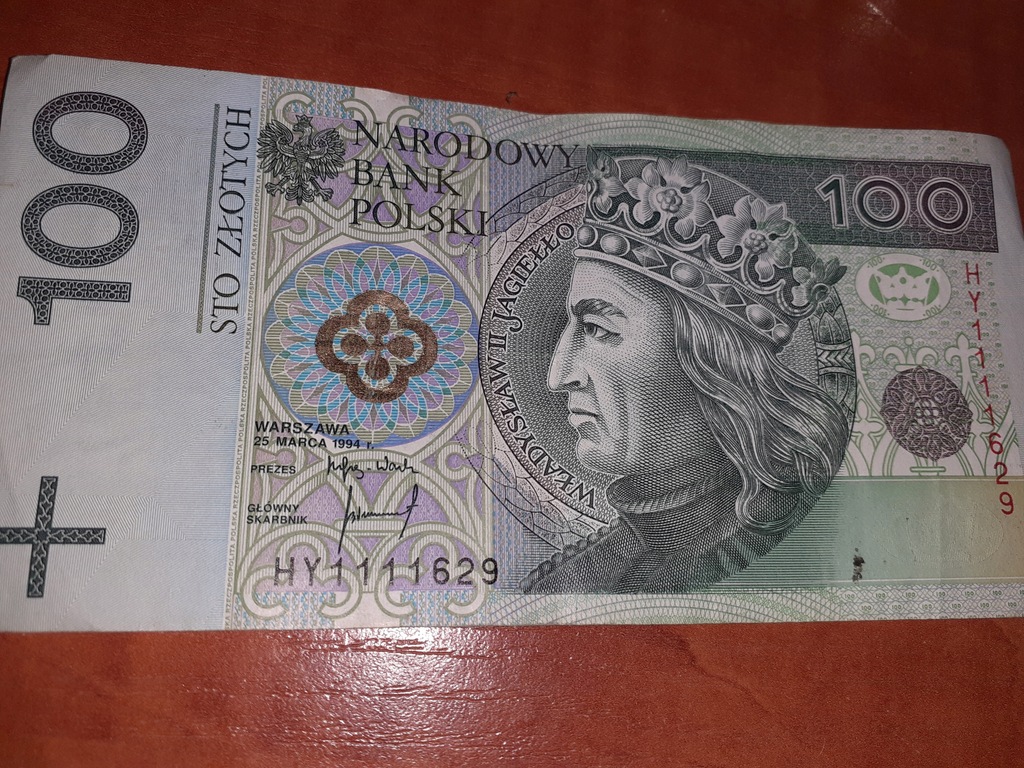 100
STO ZŁOTYCH
NARODOWY
BANK
POLSKI
WŁADYSŁAW II JAGIEŁŁO
100
HY1111629
WARSZAWA
25 MARCA 1994 r.
PREZES
GŁÓWNY
SKARBNIK
HY1111629